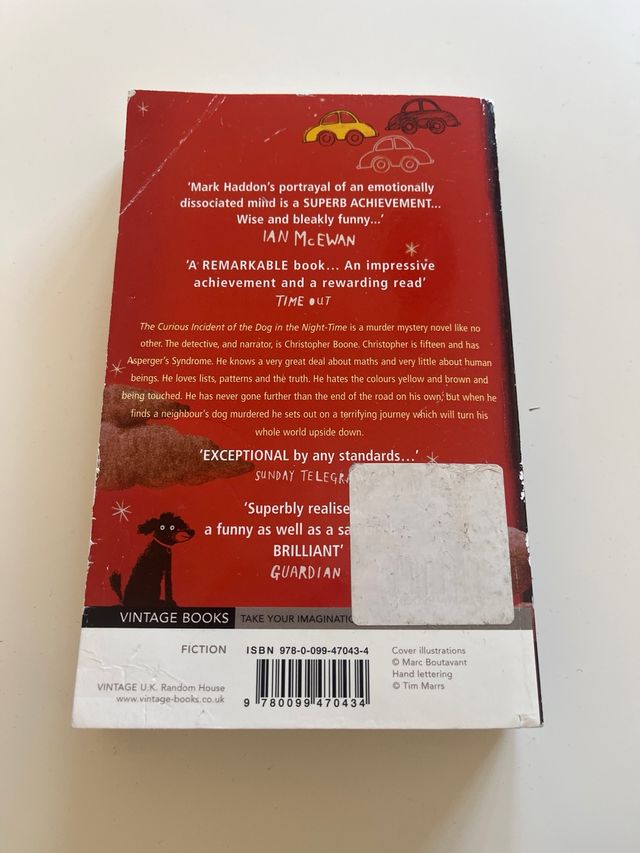 'Mark Haddon's portrayal of an emotionally
dissociated mind is a SUPERB ACHIEVEMENT...
Wise and bleakly funny...'
IAN McEWAN
'A REMARKABLE book... An impressive
achievement and a rewarding read'
TIME OUT
The Curious Incident of the Dog in the Night-Time is a murder mystery novel like no
other. The detective, and narrator, is Christopher Boone. Christopher is fifteen and has
Asperger's Syndrome. He knows a very great deal about maths and very little about human
beings. He loves lists, patterns and the truth. He hates the colours yellow and brown and
being touched. He has never gone further than the end of the road on his own, but when he
finds a neighbour's dog murdered he sets out on a terrifying journey which will turn his
whole world upside down.
'EXCEPTIONAL by any standards...'
SUNDAY
'Superbly
a funny as well as a
BRILLIANT'
GUARDIAN
VINTAGE BOOKS TAKE YOUR
FICTION
ISBN 978-0-099-47043-4
9 780099 470434
VINTAGE U.K. Random House
www.vintage-books.co.uk
Cover illustrations
© Marc Boutavant
Hand lettering
© Tim Marrs